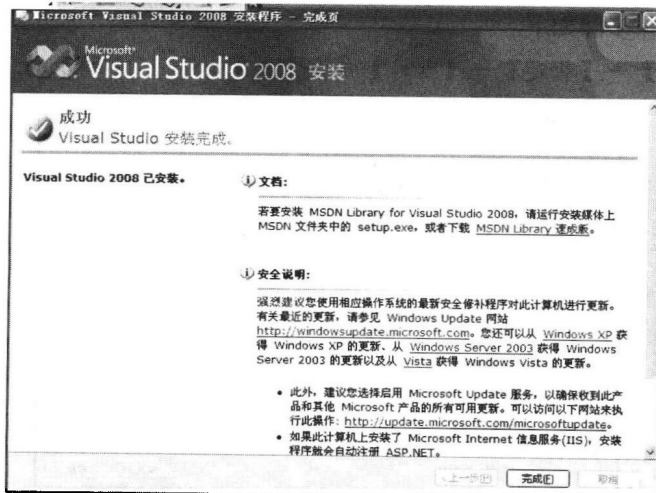 Microsoft Visual Studio 2008 安装程序 - 完成页
Microsoft
Visual Studio 2008 安装
成功
Visual Studio 安装完成。
Visual Studio 2008 已安装。
文档:
若要安装 MSDN Library for Visual Studio 2008，请运行安装媒体上
MSDN 文件夹中的 setup.exe，或者下载 MSDN Library 速成版。
安全说明:
强烈建议您使用相应操作系统的最新安全修补程序对此计算机进行更新。
有关最近的更新，请参见 Windows Update 网站
http://windowsupdate.microsoft.com。您还可以从 Windows XP 获
得 Windows XP 的更新、从 Windows Server 2003 获得 Windows
Server 2003 的更新以及从 Vista 获得 Windows Vista 的更新。
• 此外，建议您选择启用 Microsoft Update 服务，以确保收到此产
品和其他 Microsoft 产品的所有可用更新。可以访问以下网站来执
行此操作: http://update.microsoft.com/microsoftupdate。
• 如果此计算机上安装了 Microsoft Internet 信息服务(IIS)，安装
程序就会自动注册 ASP.NET。
上一步(P) 完成(F) 取消